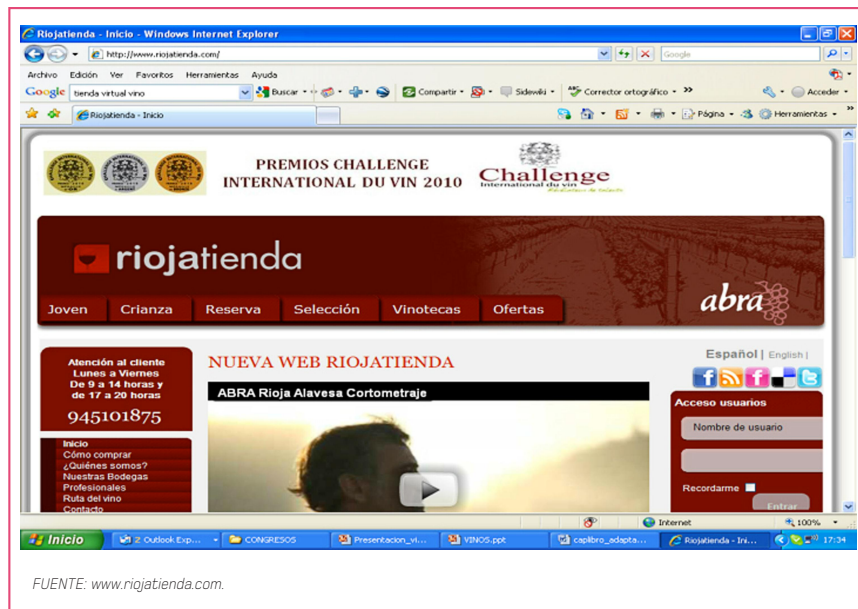 Riojatienda - Inicio - Windows Internet Explorer
http://www.riojatienda.com/
Google
Archivo Edición Ver Favoritos Herramientas Ayuda
Google tienda virtual vino Buscar Compartir Sidewiki Corrector ortográfico Acceder
Riojatienda - Inicio Página Herramientas
PREMIOS CHALLENGE
INTERNATIONAL DU VIN 2010
Challenge
International du vin
riojatienda
abra
Joven Crianza Reserva Selección Vinotecas Ofertas
Atención al cliente
Lunes a Viernes
De 9 a 14 horas y
de 17 a 20 horas
945101875
Inicio
Cómo comprar
¿Quiénes somos?
Nuestras Bodegas
Profesionales
Ruta del vino
Contacto
NUEVA WEB RIOJATIENDA
ABRA Rioja Alavesa Cortometraje
Español | English |
Acceso usuarios
Nombre de usuario
Recordarme
Entrar
Internet 100%
Inicio 2 Outlook Exp... CONGRESOS Presentacion_vi... VINOS.ppt caplibro_adapta... Riojatienda - Ini... 17:34
FUENTE: www.riojatienda.com.